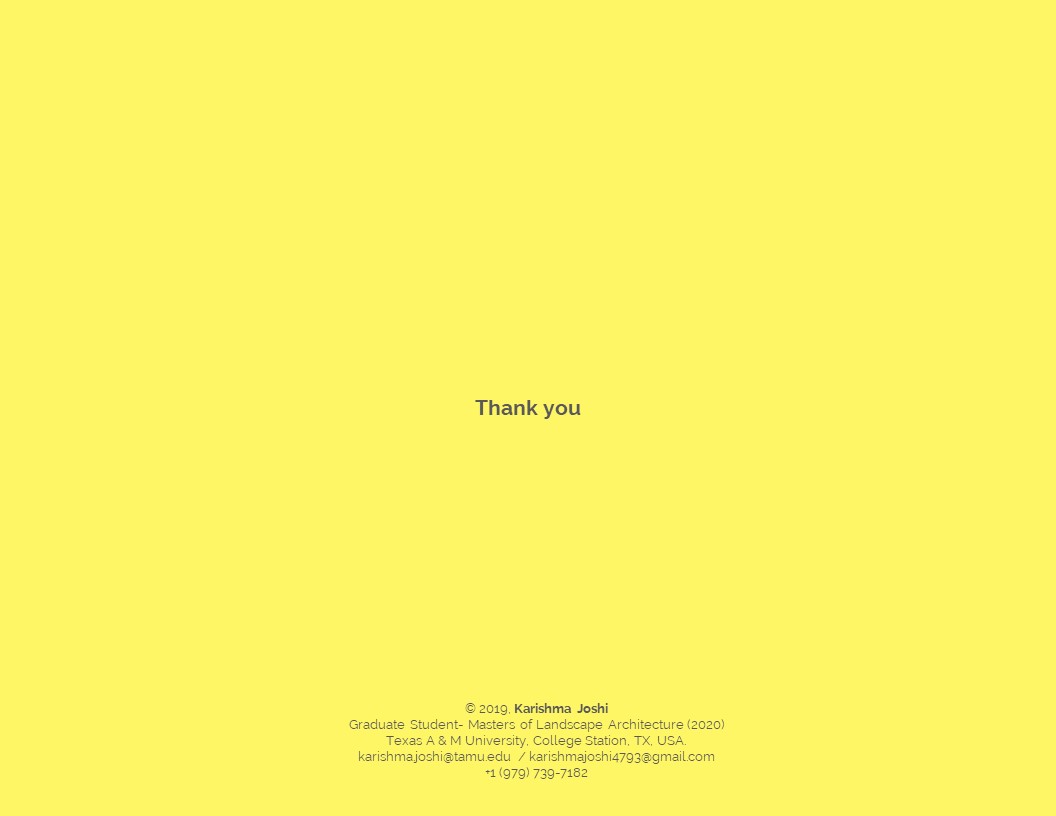 Thank you
© 2019, Karishma Joshi
Graduate Student- Masters of Landscape Architecture (2020)
Texas A & M University, College Station, TX, USA.
karishma.joshi@tamu.edu / karishmajoshi4793@gmail.com
+1 (979) 739-7182